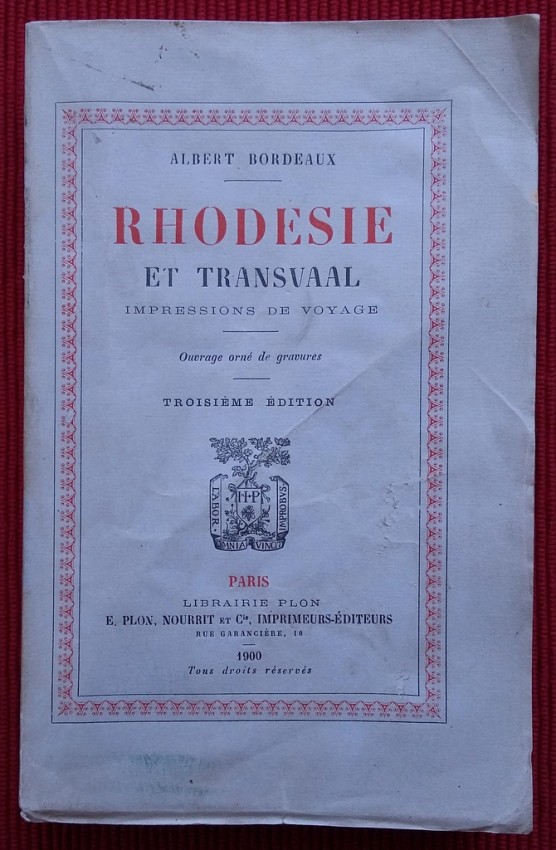 ALBERT BORDEAUX
RHODESIE
ET TRANSVAAL
IMPRESSIONS DE VOYAGE
Ouvrage orné de gravures
TROISIÈME ÉDITION
H·P
LABOR
IMPROBUS
OMNIA VINCIT
PARIS
LIBRAIRIE PLON
E. PLON, NOURRIT ET Cie, IMPRIMEURS-ÉDITEURS
RUE GARANCIÈRE, 10
1900
Tous droits réservés